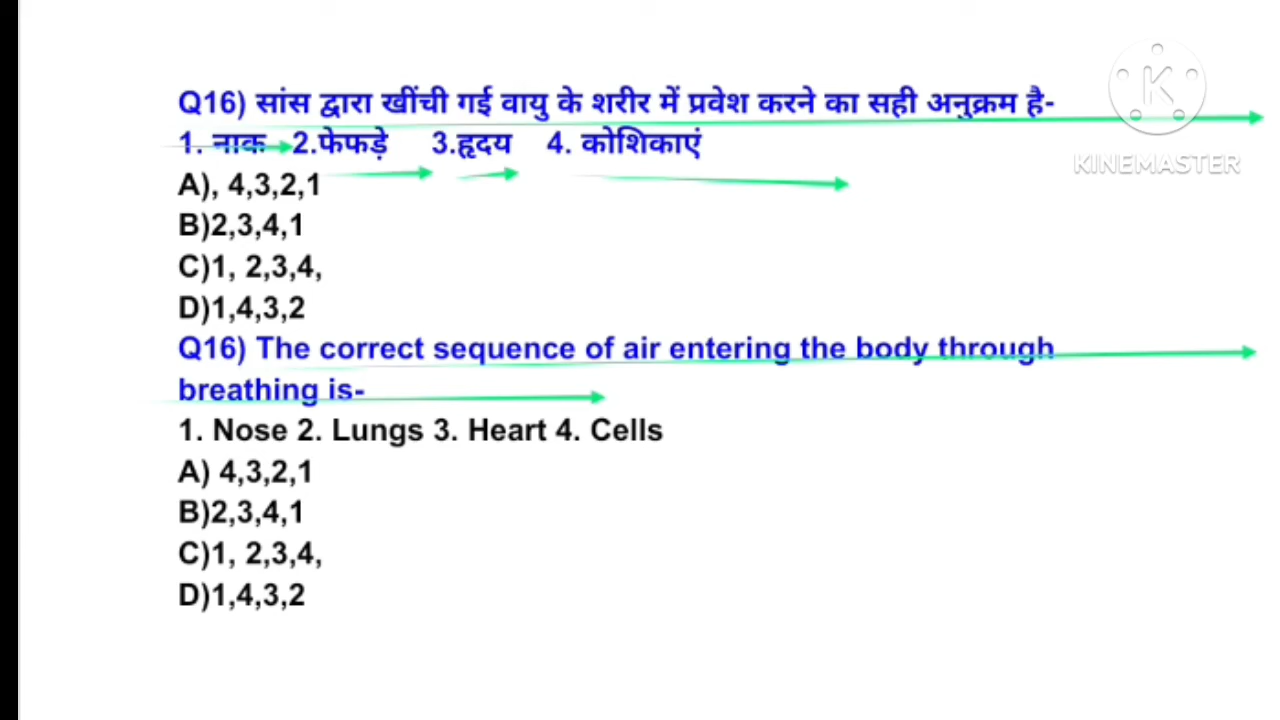 Q16) सांस द्वारा खींची गई वायु के शरीर में प्रवेश करने का सही अनुक्रम है-
1. नाक 2.फेफड़े 3.हृदय 4. कोशिकाएं
A), 4,3,2,1
B)2,3,4,1
C)1, 2,3,4,
D)1,4,3,2
Q16) The correct sequence of air entering the body through
breathing is-
1. Nose 2. Lungs 3. Heart 4. Cells
A) 4,3,2,1
B)2,3,4,1
C)1, 2,3,4,
D)1,4,3,2
K
KINEMASTER